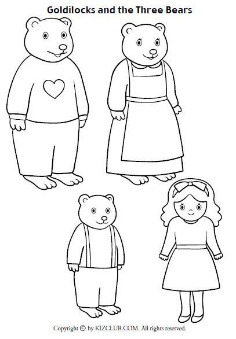 Goldilocks and the Three Bears
Copyright © by KIZCLUB.COM. All rights reserved.